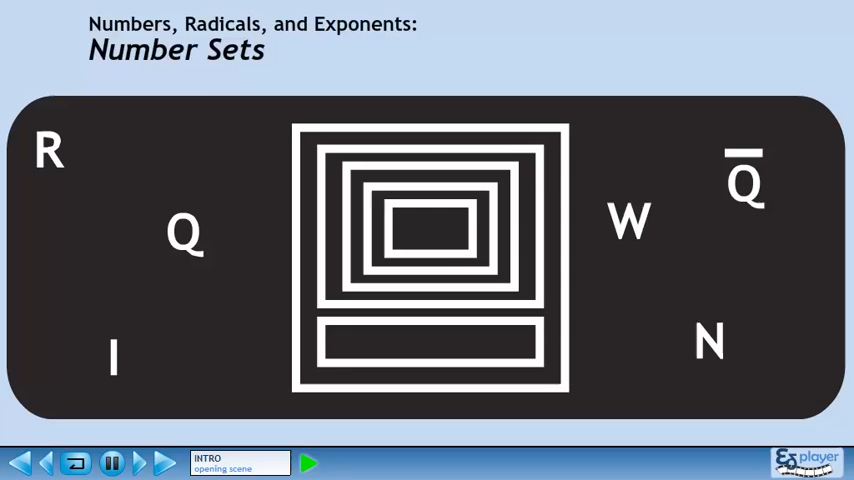 Numbers, Radicals, and Exponents:
Number Sets
R
Q
W
Q̅
I
N
INTRO
opening scene
player